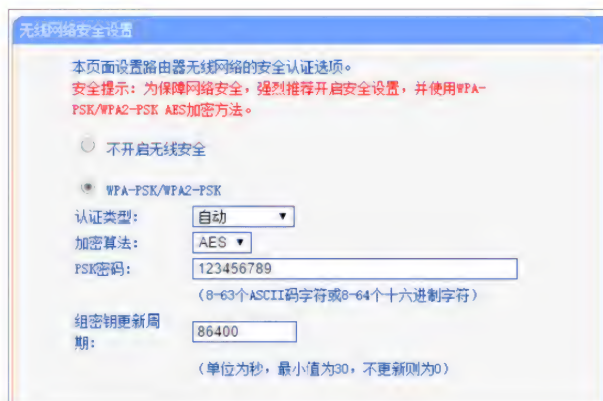 无线网络安全设置
本页面设置路由器无线网络的安全认证选项。
安全提示：为保障网络安全，强烈推荐开启安全设置，并使用WPA-
PSK/WPA2-PSK AES加密方法。
不开启无线安全
WPA-PSK/WPA2-PSK
认证类型： 自动
加密算法： AES
PSK密码： 123456789
（8-63个ASCII码字符或8-64个十六进制字符）
组密钥更新周
期： 86400
（单位为秒，最小值为30，不更新则为0）